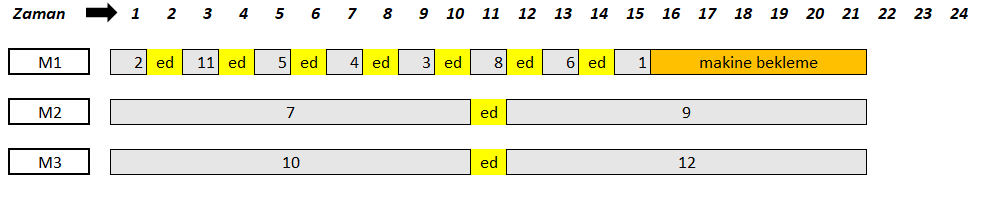 Zaman 1 2 3 4 5 6 7 8 9 10 11 12 13 14 15 16 17 18 19 20 21 22 23 24
M1 2 ed 11 ed 5 ed 4 ed 3 ed 8 ed 6 ed 1 makine bekleme
M2 7 ed 9
M3 10 ed 12